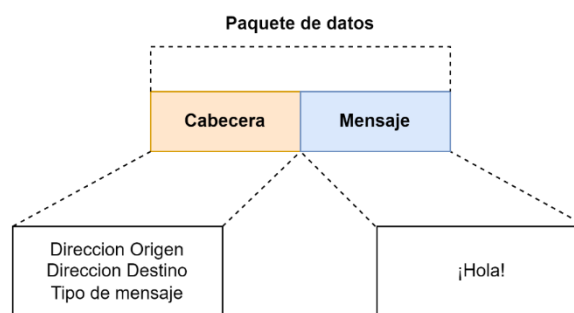 Paquete de datos
Cabecera
Mensaje
Direccion Origen
Direccion Destino
Tipo de mensaje
¡Hola!